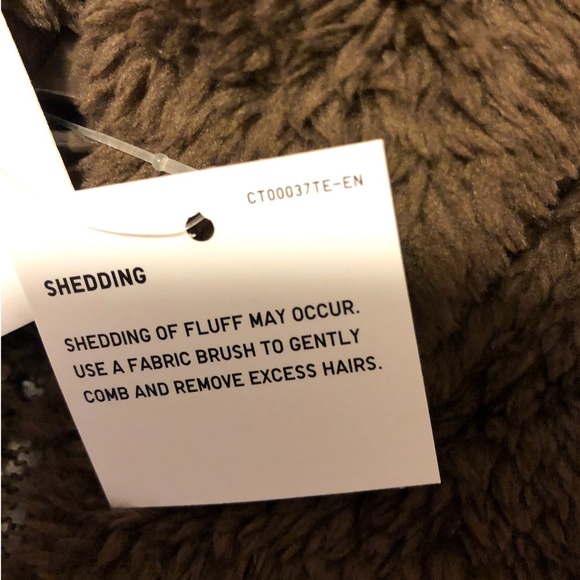 CT00037TE-EN
SHEDDING
SHEDDING OF FLUFF MAY OCCUR.
USE A FABRIC BRUSH TO GENTLY
COMB AND REMOVE EXCESS HAIRS.